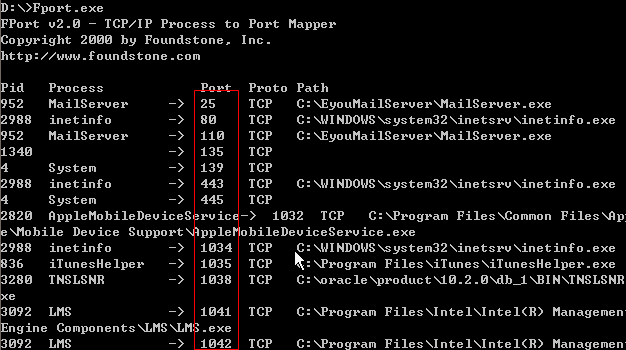 D:\>Fport.exe
FPort v2.0 - TCP/IP Process to Port Mapper
Copyright 2000 by Foundstone, Inc.
http://www.foundstone.com
Pid Process Port Proto Path
952 MailServer -> 25 TCP C:\EyouMailServer\MailServer.exe
2988 inetinfo -> 80 TCP C:\WINDOWS\system32\inetsrv\inetinfo.exe
952 MailServer -> 110 TCP C:\EyouMailServer\MailServer.exe
1340 -> 135 TCP
4 System -> 139 TCP
2988 inetinfo -> 443 TCP C:\WINDOWS\system32\inetsrv\inetinfo.exe
4 System -> 445 TCP
2820 AppleMobileDeviceService-> 1032 TCP C:\Program Files\Common Files\App
e\Mobile Device Support\AppleMobileDeviceService.exe
2988 inetinfo -> 1034 TCP C:\WINDOWS\system32\inetsrv\inetinfo.exe
836 iTunesHelper -> 1035 TCP C:\Program Files\iTunes\iTunesHelper.exe
3280 TNSLSNR -> 1038 TCP C:\oracle\product\10.2.0\db_1\BIN\TNSLSNR
xe
3092 LMS -> 1041 TCP C:\Program Files\Intel\Intel(R) Managemen
Engine Components\LMS\LMS.exe
3092 LMS -> 1042 TCP C:\Program Files\Intel\Intel(R) Managemen